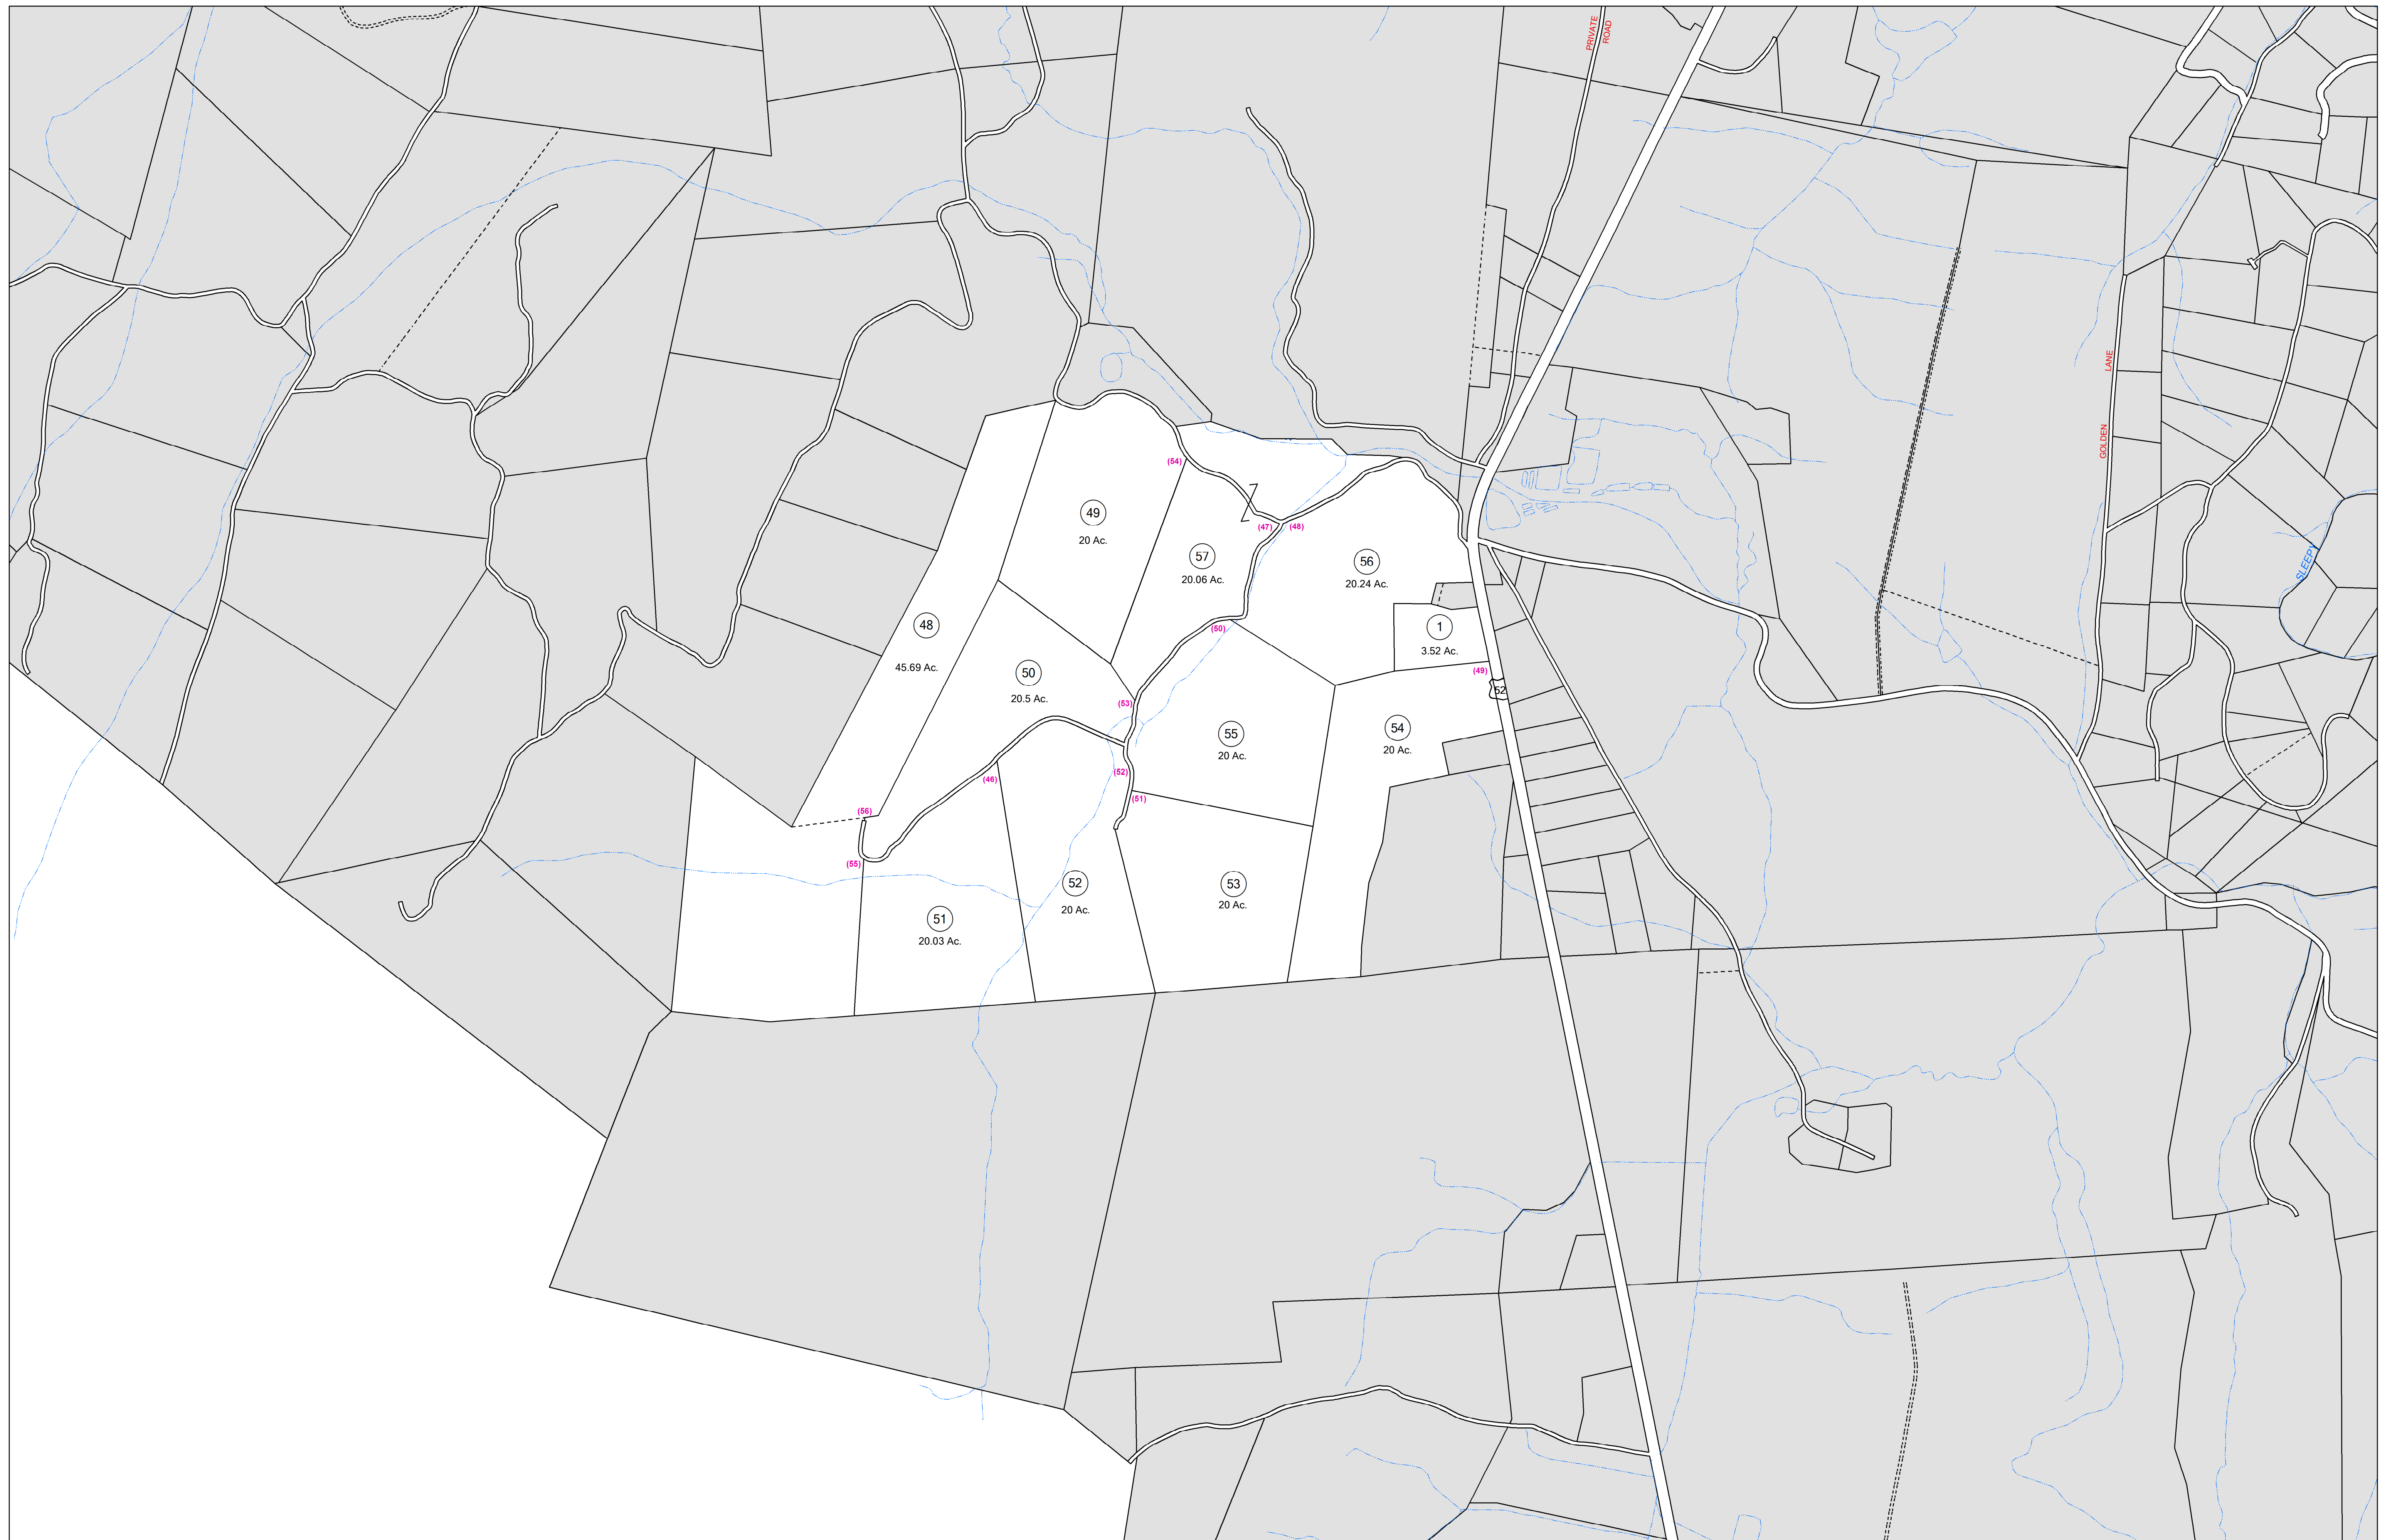 PRIVATE
ROAD
LANE
GOLDEN
SLEEPY
(54)
49
20 Ac.
(47)
(48)
57
20.06 Ac.
56
20.24 Ac.
48
45.69 Ac.
(50)
1
3.52 Ac.
50
20.5 Ac.
(49)
52
(53)
54
20 Ac.
55
20 Ac.
(46)
(52)
(51)
(56)
(55)
52
20 Ac.
53
20 Ac.
51
20.03 Ac.